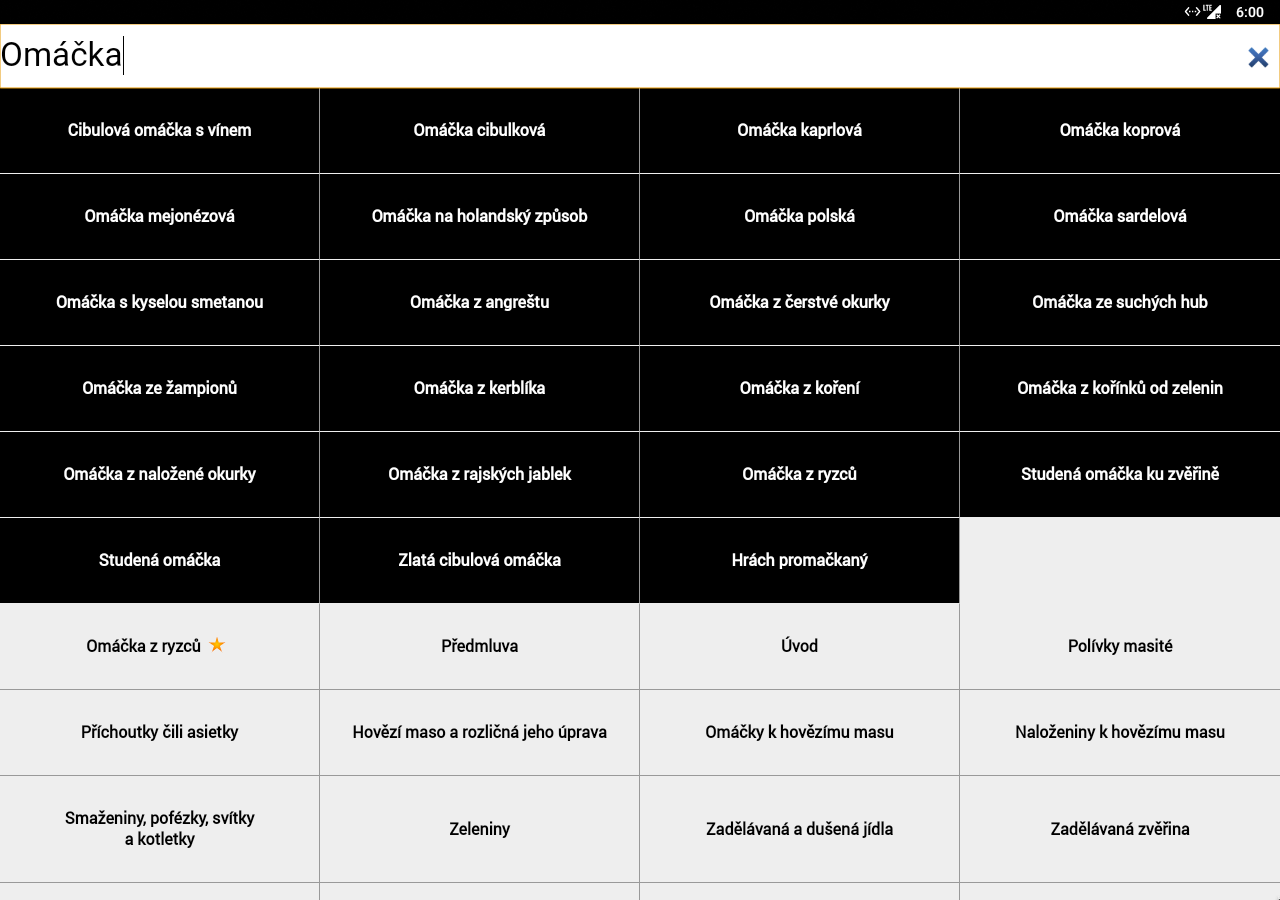 LTE 6:00
Omáčka
Cibulová omáčka s vínem
Omáčka cibulková
Omáčka kaprlová
Omáčka koprová
Omáčka mejonézová
Omáčka na holandský způsob
Omáčka polská
Omáčka sardelová
Omáčka s kyselou smetanou
Omáčka z angreštu
Omáčka z čerstvé okurky
Omáčka ze suchých hub
Omáčka ze žampionů
Omáčka z kerblíka
Omáčka z koření
Omáčka z kořínků od zelenin
Omáčka z naložené okurky
Omáčka z rajských jablek
Omáčka z ryzců
Studená omáčka ku zvěřině
Studená omáčka
Zlatá cibulová omáčka
Hrách promačkaný
Omáčka z ryzců
Předmluva
Úvod
Polívky masité
Příchoutky čili asietky
Hovězí maso a rozličná jeho úprava
Omáčky k hovězímu masu
Naloženiny k hovězímu masu
Smaženiny, pofézky, svítky
a kotletky
Zeleniny
Zadělávaná a dušená jídla
Zadělávaná zvěřina